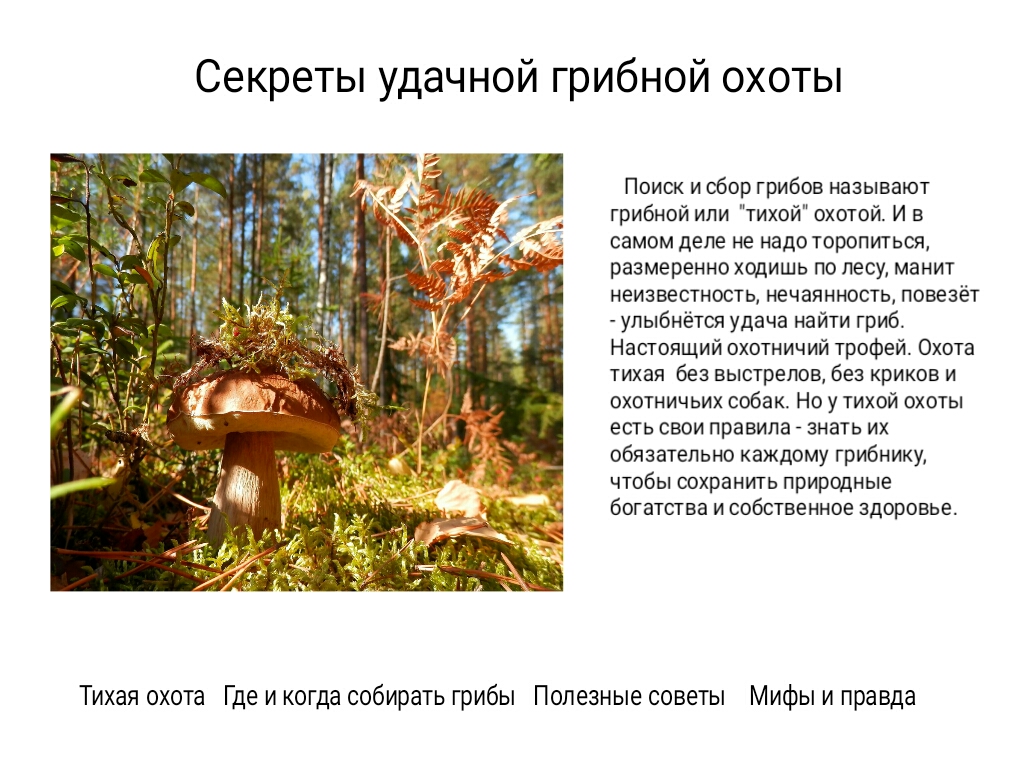 Секреты удачной грибной охоты
Поиск и сбор грибов называют
грибной или "тихой" охотой. И в
самом деле не надо торопиться,
размеренно ходишь по лесу, манит
неизвестность, нечаянность, повезёт
- улыбнётся удача найти гриб.
Настоящий охотничий трофей. Охота
тихая без выстрелов, без криков и
охотничьих собак. Но у тихой охоты
есть свои правила - знать их
обязательно каждому грибнику,
чтобы сохранить природные
богатства и собственное здоровье.
Тихая охота Где и когда собирать грибы Полезные советы Мифы и правда